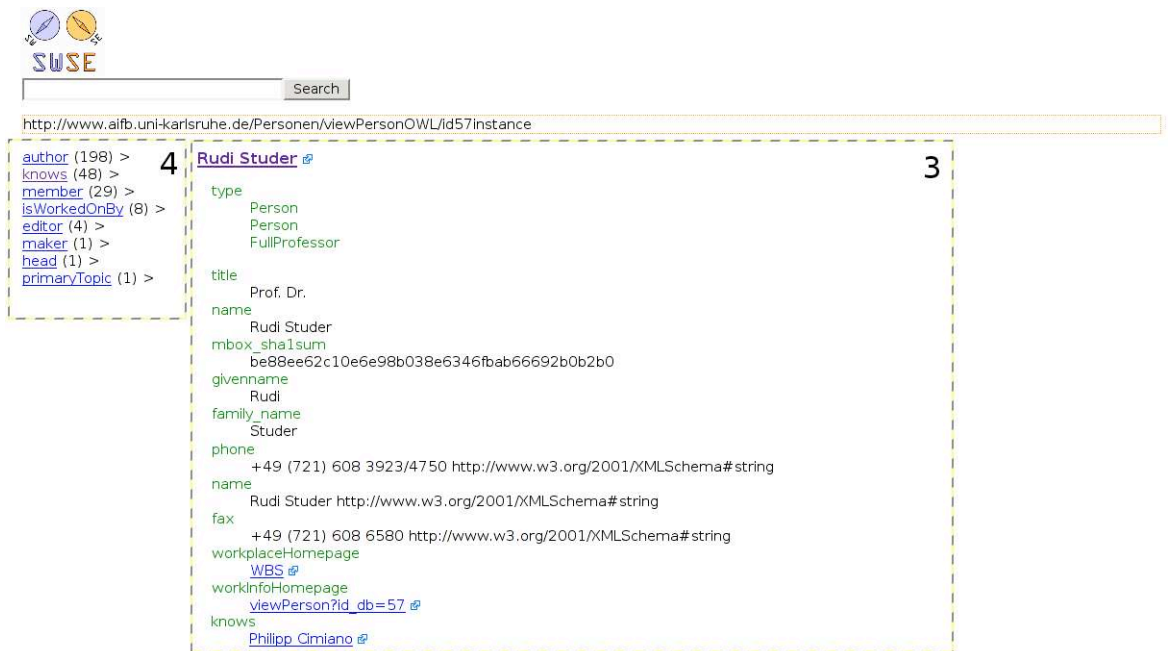 SW SE
SWSE
Search
http://www.aifb.uni-karlsruhe.de/Personen/viewPersonOWL/id57instance
4
author (198) >
knows (48) >
member (29) >
isWorkedOnBy (8) >
editor (4) >
maker (1) >
head (1) >
primaryTopic (1) >
3
Rudi Studer
type
Person
Person
FullProfessor
title
Prof. Dr.
name
Rudi Studer
mbox_sha1sum
be88ee62c10e6e98b038e6346fbab66692b0b2b0
givenname
Rudi
family_name
Studer
phone
+49 (721) 608 3923/4750 http://www.w3.org/2001/XMLSchema#string
name
Rudi Studer http://www.w3.org/2001/XMLSchema#string
fax
+49 (721) 608 6580 http://www.w3.org/2001/XMLSchema#string
workplaceHomepage
WBS
workInfoHomepage
viewPerson?id_db=57
knows
Philipp Cimiano